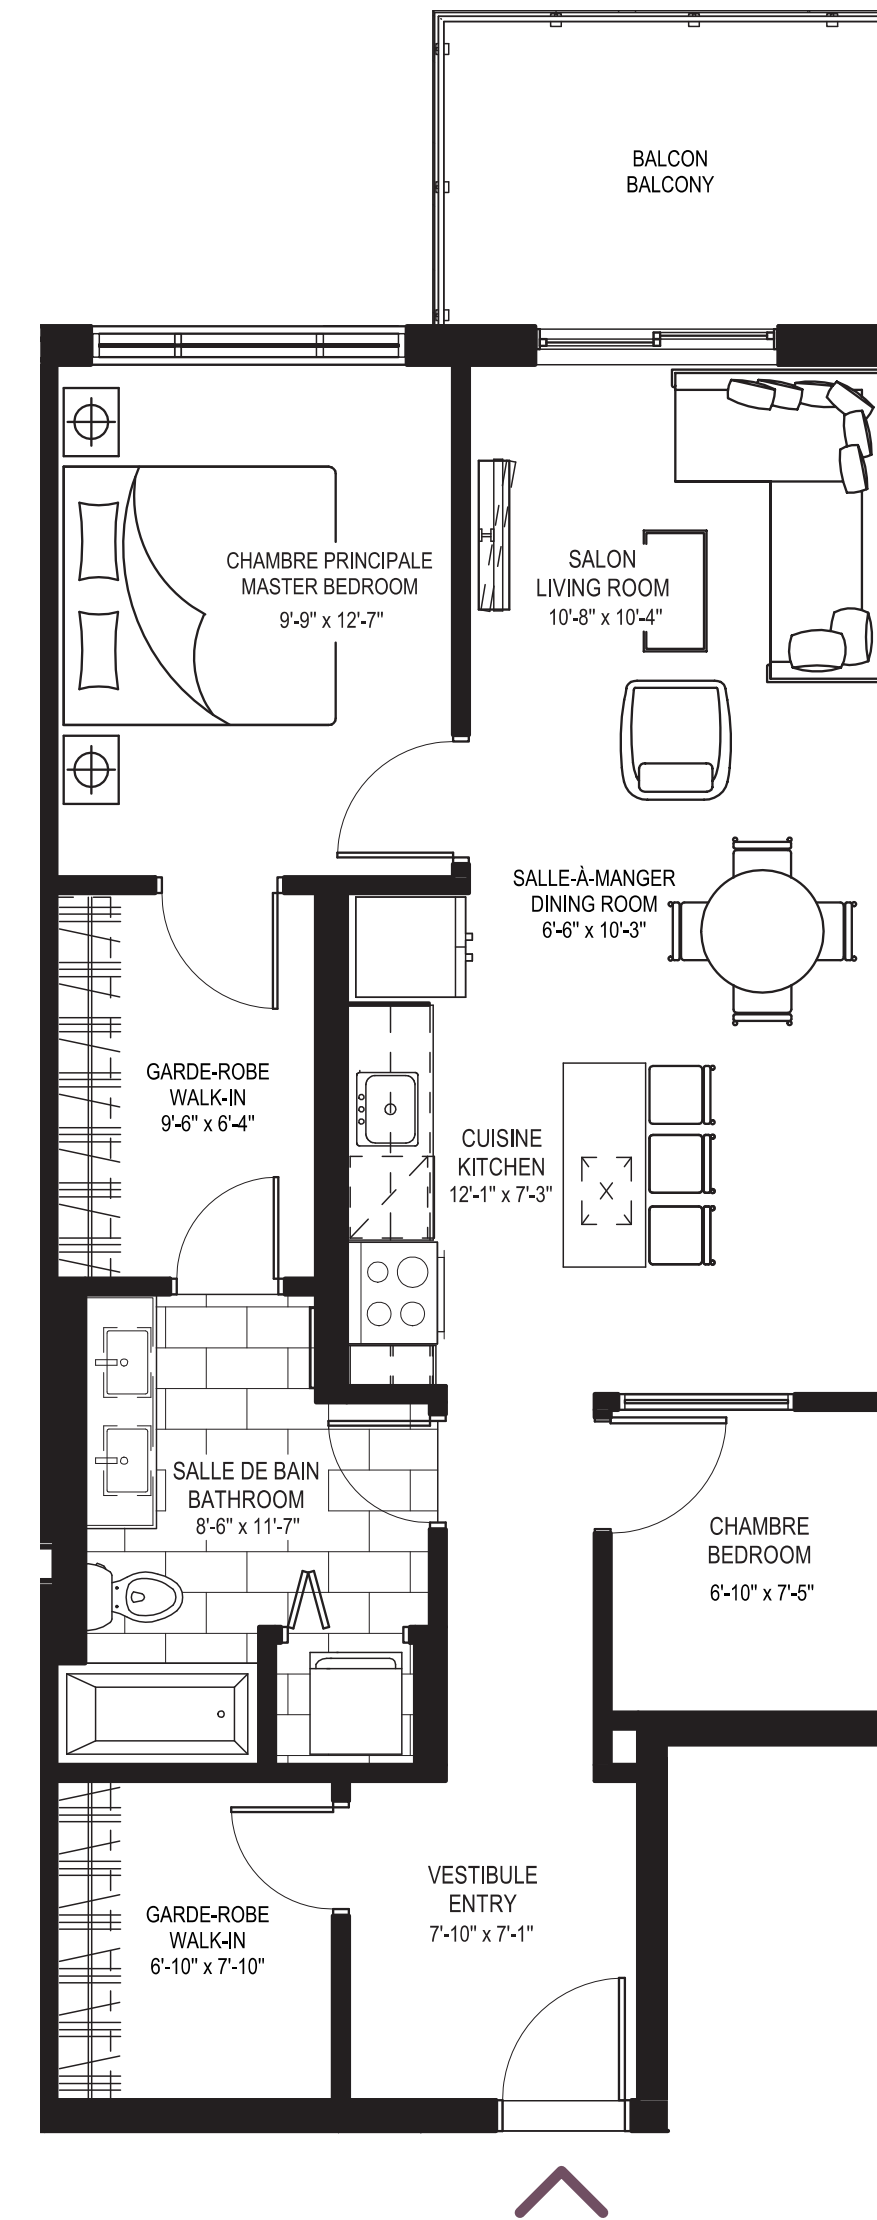 BALCON
BALCONY
CHAMBRE PRINCIPALE
MASTER BEDROOM
9'-9" x 12'-7"
SALON
LIVING ROOM
10'-8" x 10'-4"
SALLE-À-MANGER
DINING ROOM
6'-6" x 10'-3"
GARDE-ROBE
WALK-IN
9'-6" x 6'-4"
CUISINE
KITCHEN
12'-1" x 7'-3"
SALLE DE BAIN
BATHROOM
8'-6" x 11'-7"
CHAMBRE
BEDROOM
6'-10" x 7'-5"
VESTIBULE
ENTRY
7'-10" x 7'-1"
GARDE-ROBE
WALK-IN
6'-10" x 7'-10"